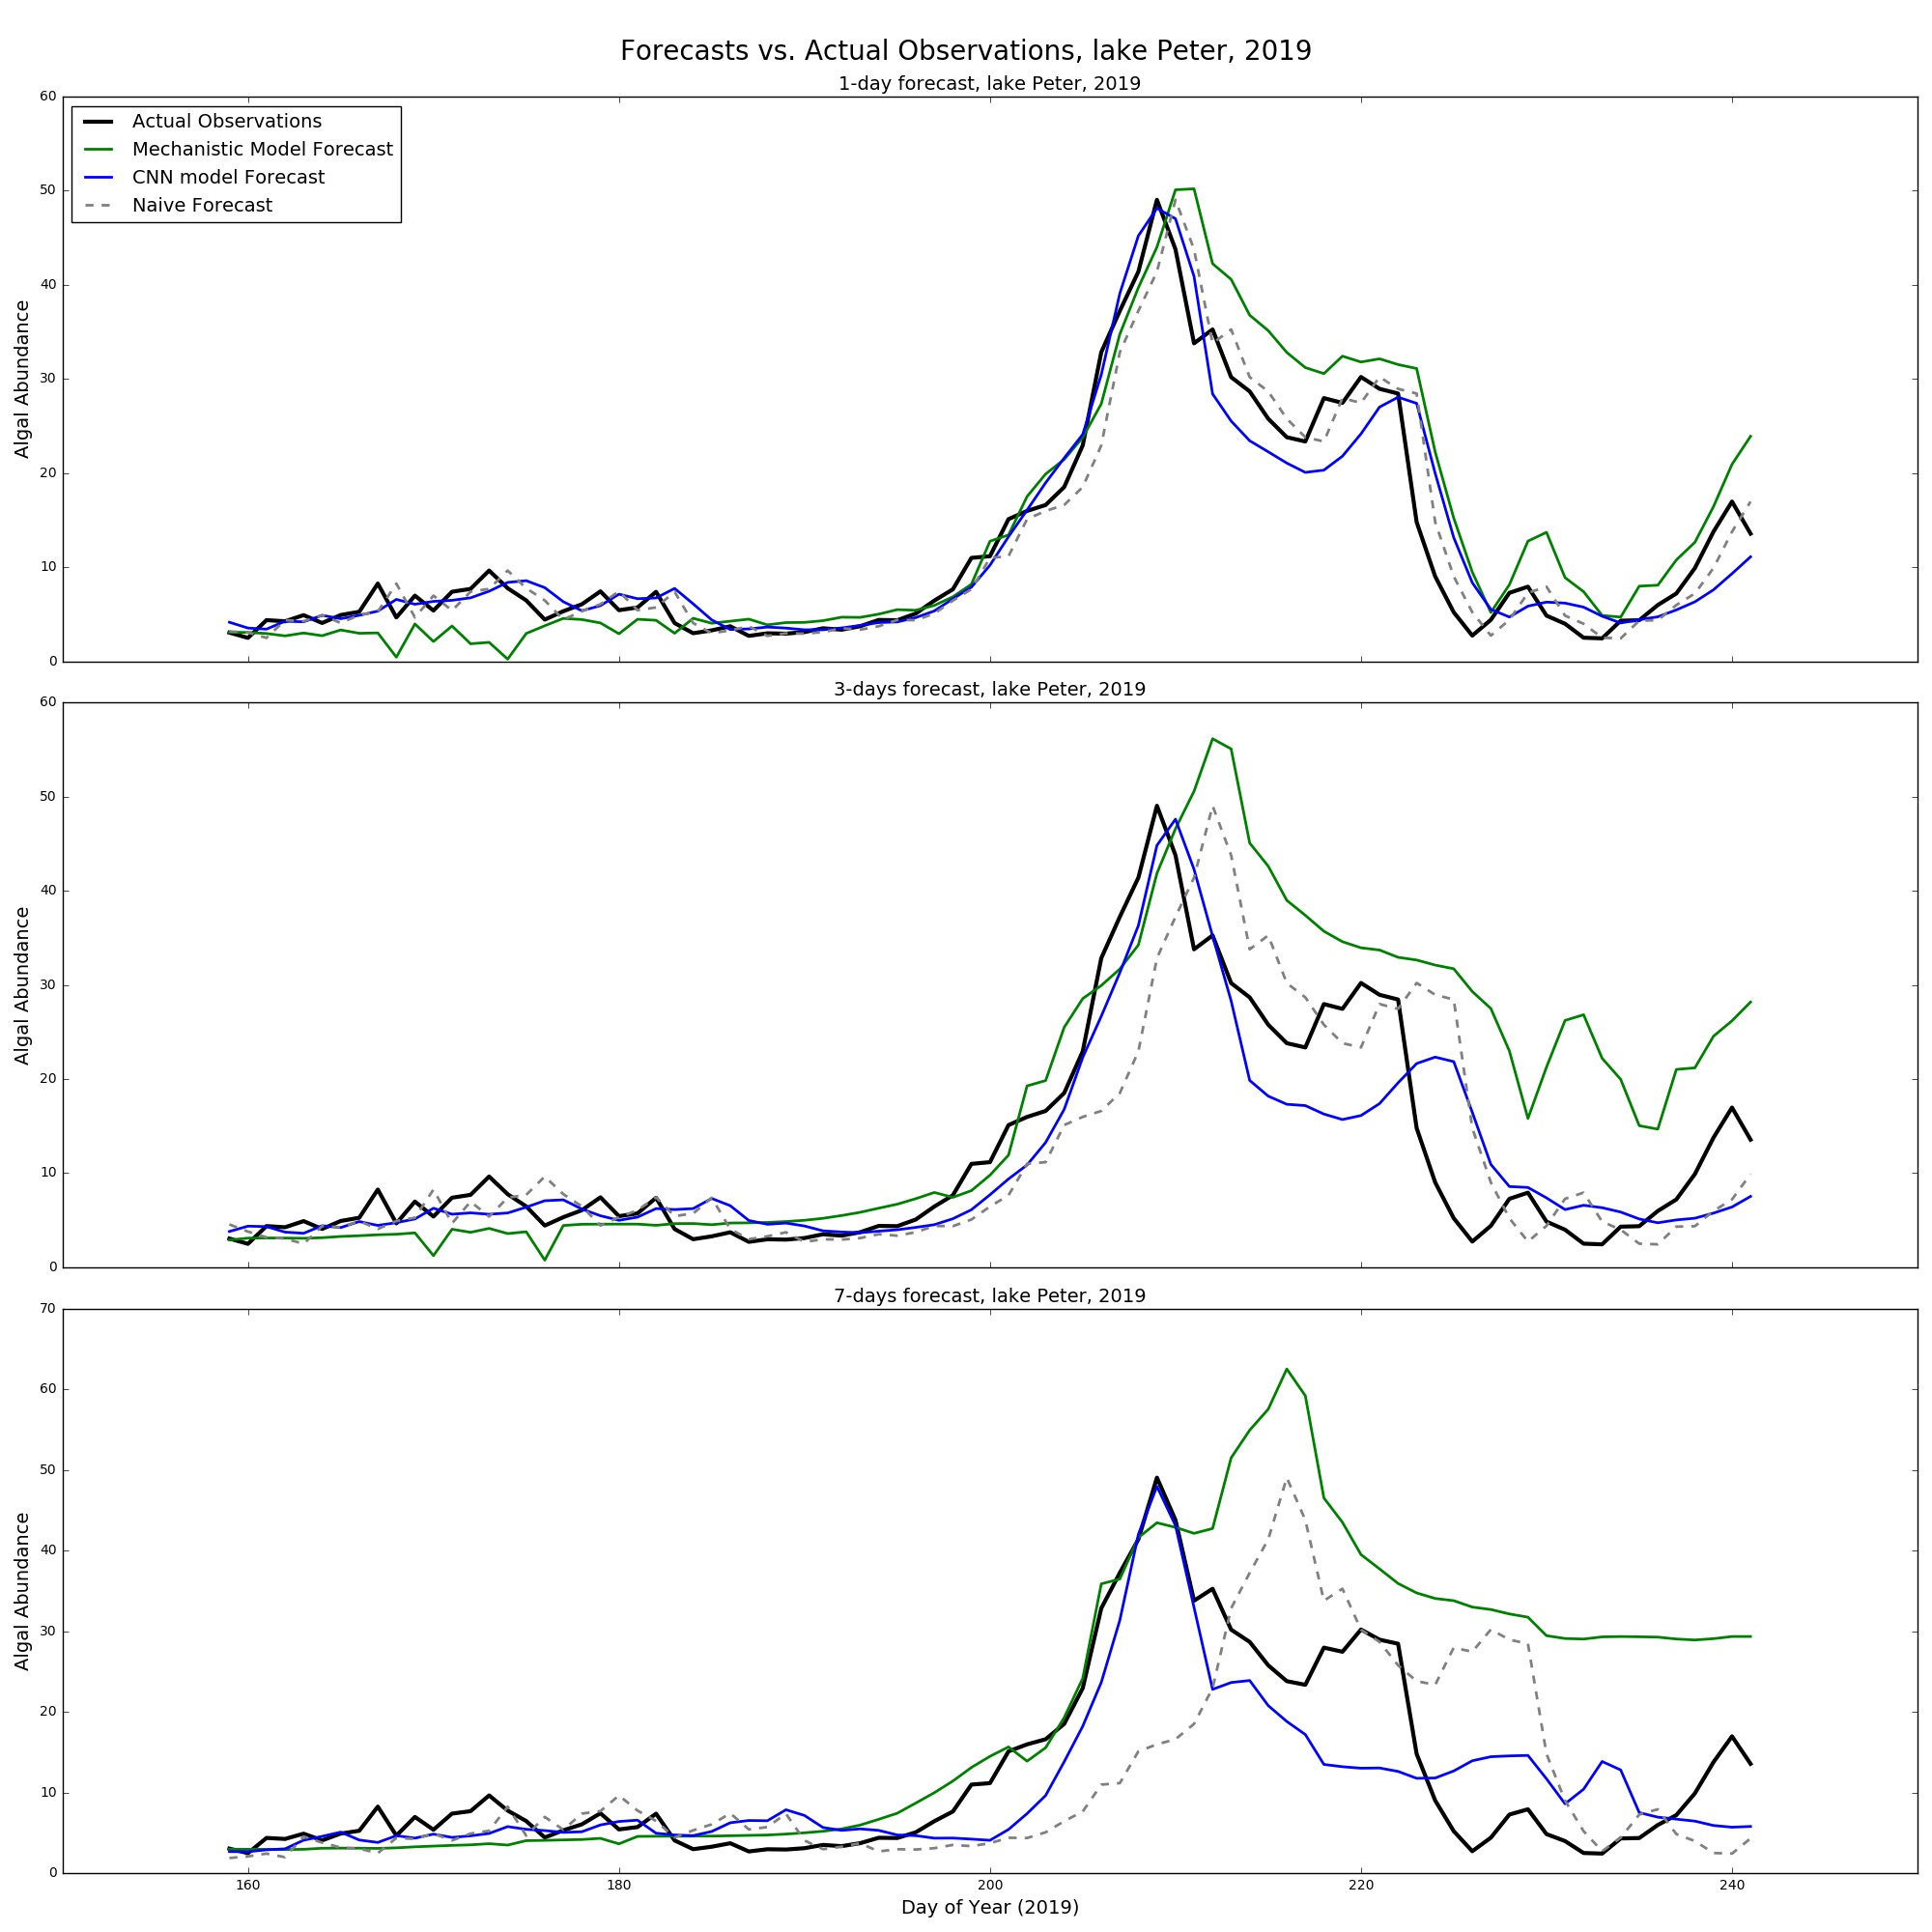 Forecasts vs. Actual Observations, lake Peter, 2019
1-day forecast, lake Peter, 2019
60
50
40
30
20
10
0
Algal Abundance
Actual Observations
Mechanistic Model Forecast
CNN model Forecast
Naive Forecast
3-days forecast, lake Peter, 2019
60
50
40
30
20
10
0
Algal Abundance
7-days forecast, lake Peter, 2019
70
60
50
40
30
20
10
0
Algal Abundance
160 180 200 220 240
Day of Year (2019)